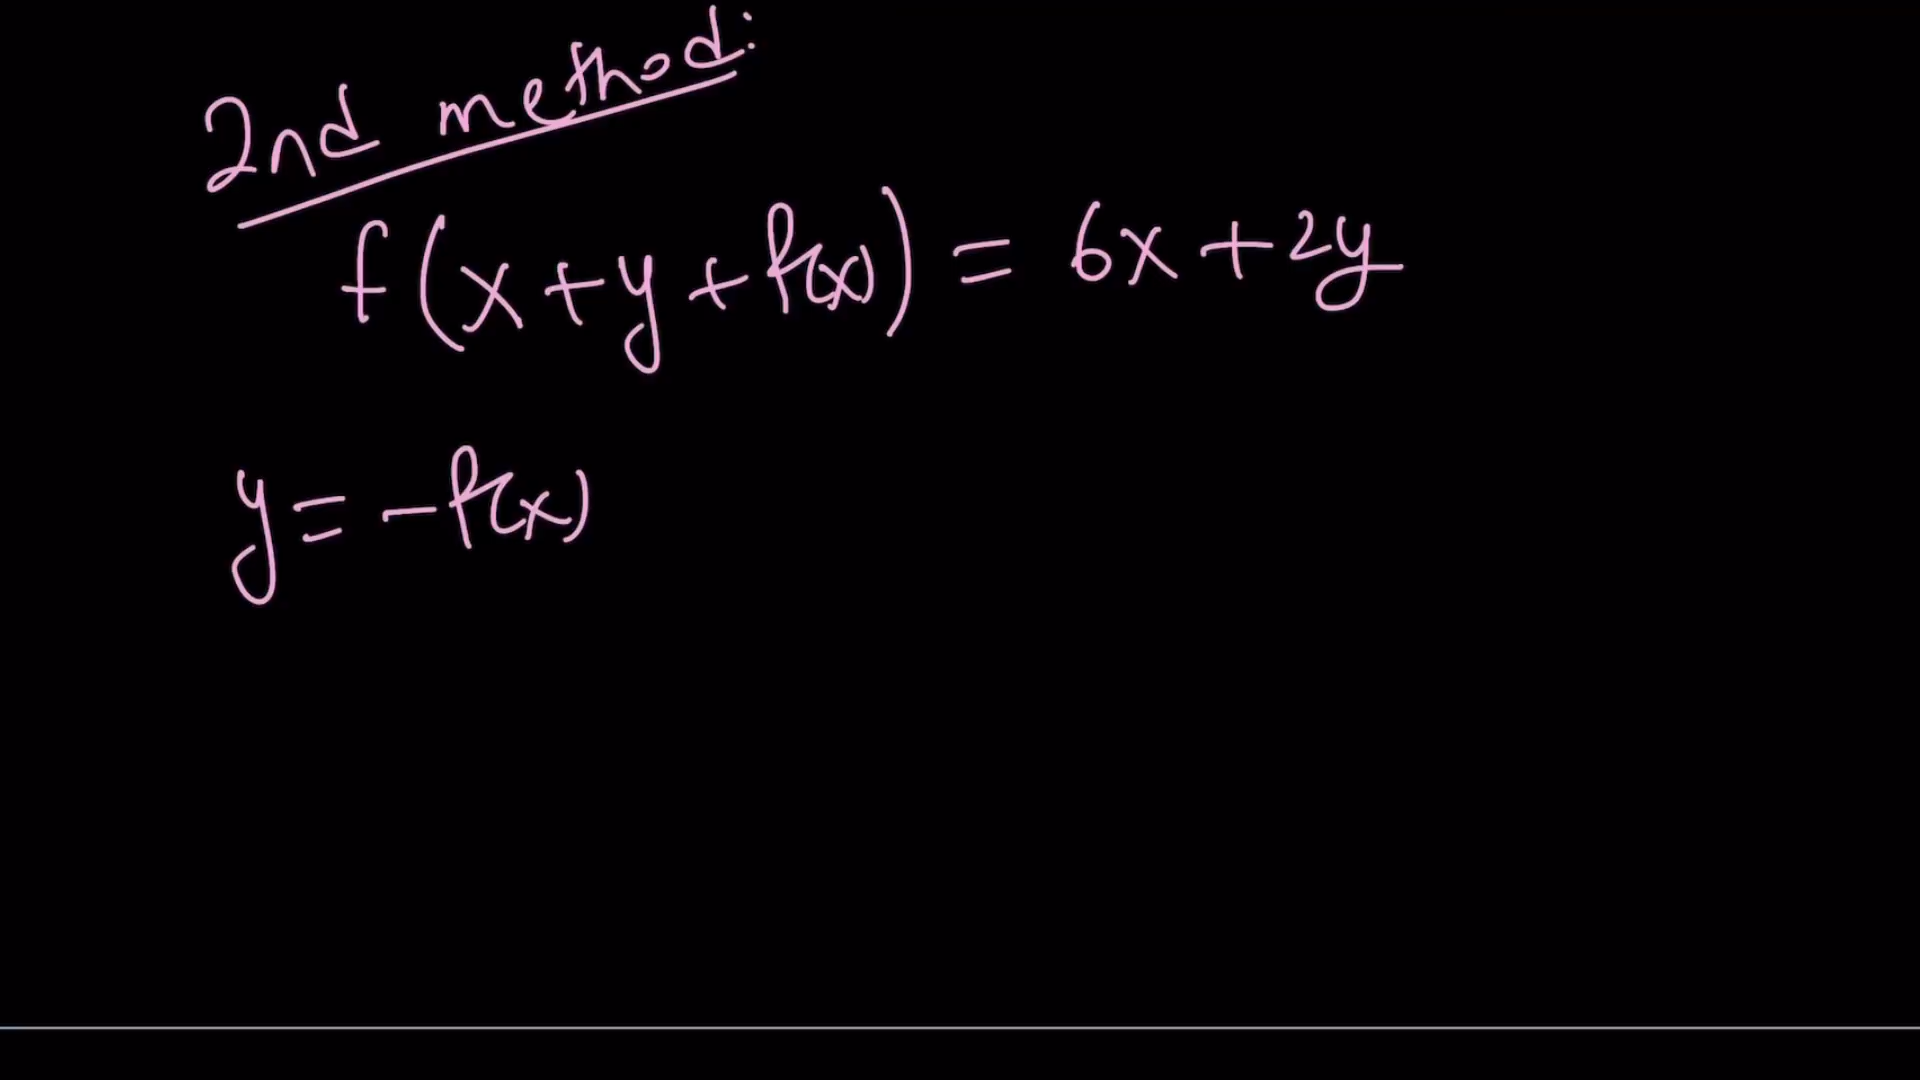 2nd method:
f(x+y+f(x)) = 6x+2y
y = -f(x)